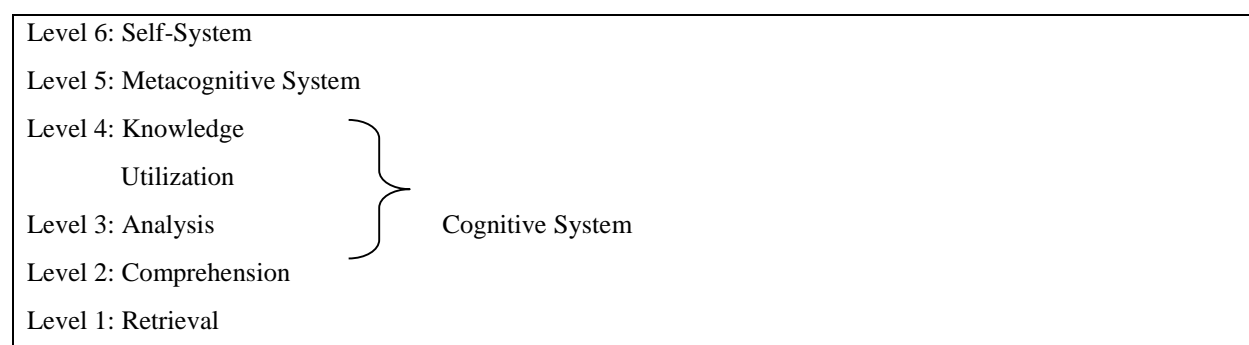 Level 6: Self-System
Level 5: Metacognitive System
Level 4: Knowledge
Utilization
Level 3: Analysis Cognitive System
Level 2: Comprehension
Level 1: Retrieval